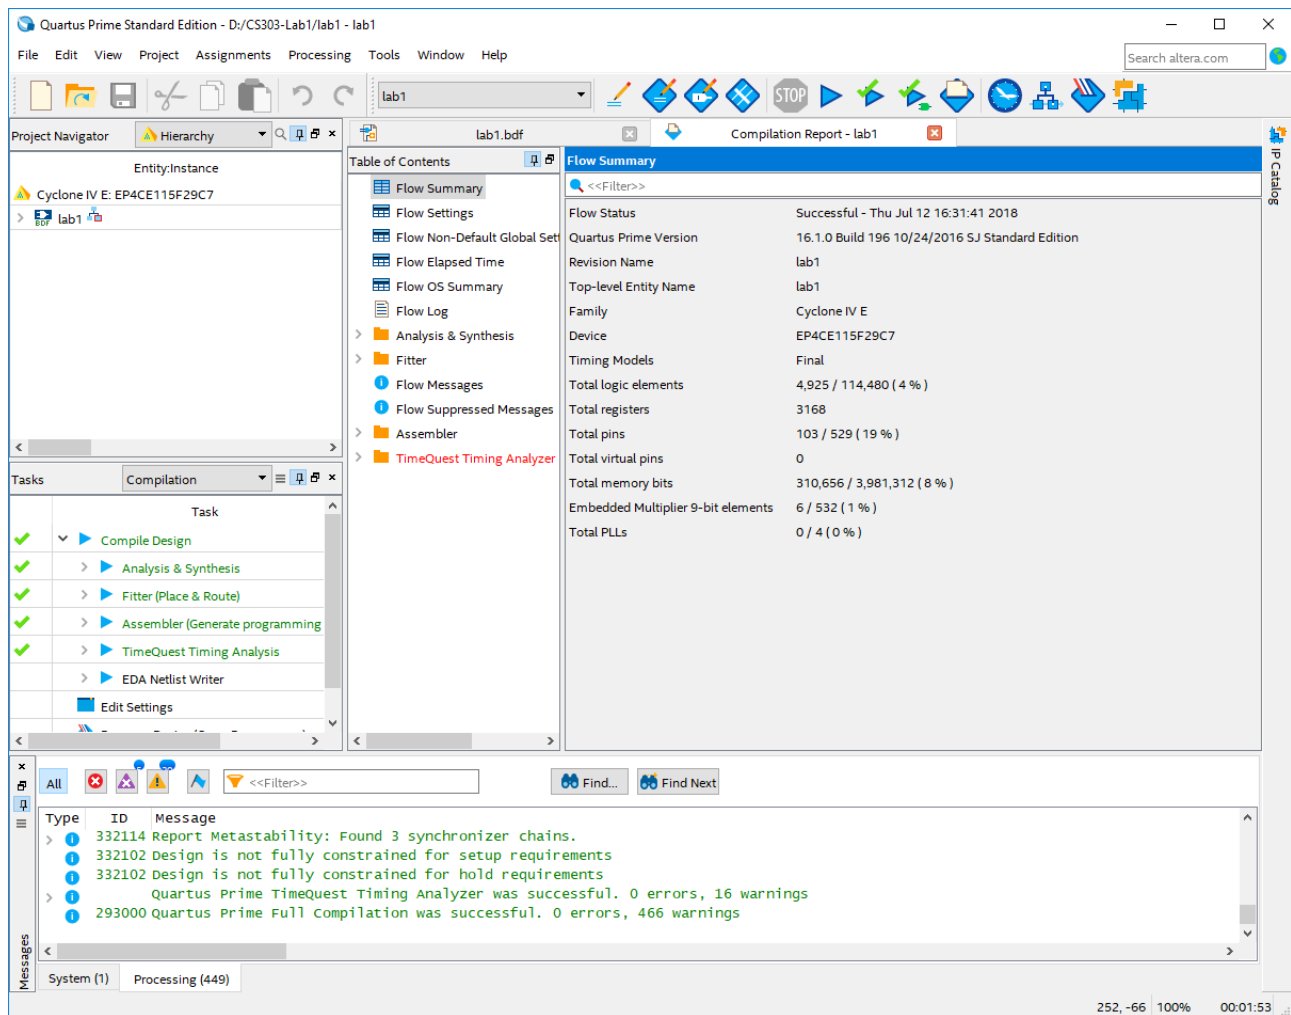 Quartus Prime Standard Edition - D:/CS303-Lab1/lab1 - lab1
File Edit View Project Assignments Processing Tools Window Help
Search altera.com
lab1
STOP
Project Navigator
Hierarchy
Entity:Instance
Cyclone IV E: EP4CE115F29C7
BDF lab1
Tasks
Compilation
Task
Compile Design
Analysis & Synthesis
Fitter (Place & Route)
Assembler (Generate programming
TimeQuest Timing Analysis
EDA Netlist Writer
Edit Settings
lab1.bdf
Compilation Report - lab1
Table of Contents
Flow Summary
Flow Settings
Flow Non-Default Global Sett
Flow Elapsed Time
Flow OS Summary
Flow Log
Analysis & Synthesis
Fitter
Flow Messages
Flow Suppressed Messages
Assembler
TimeQuest Timing Analyzer
Flow Summary
<<Filter>>
Flow Status Successful - Thu Jul 12 16:31:41 2018
Quartus Prime Version 16.1.0 Build 196 10/24/2016 SJ Standard Edition
Revision Name lab1
Top-level Entity Name lab1
Family Cyclone IV E
Device EP4CE115F29C7
Timing Models Final
Total logic elements 4,925 / 114,480 ( 4 % )
Total registers 3168
Total pins 103 / 529 ( 19 % )
Total virtual pins 0
Total memory bits 310,656 / 3,981,312 ( 8 % )
Embedded Multiplier 9-bit elements 6 / 532 ( 1 % )
Total PLLs 0 / 4 ( 0 % )
IP Catalog
All
<<Filter>>
Find...
Find Next
Type ID Message
332114 Report Metastability: Found 3 synchronizer chains.
332102 Design is not fully constrained for setup requirements
332102 Design is not fully constrained for hold requirements
Quartus Prime TimeQuest Timing Analyzer was successful. 0 errors, 16 warnings
293000 Quartus Prime Full Compilation was successful. 0 errors, 466 warnings
Messages
System (1)
Processing (449)
252, -66 100% 00:01:53